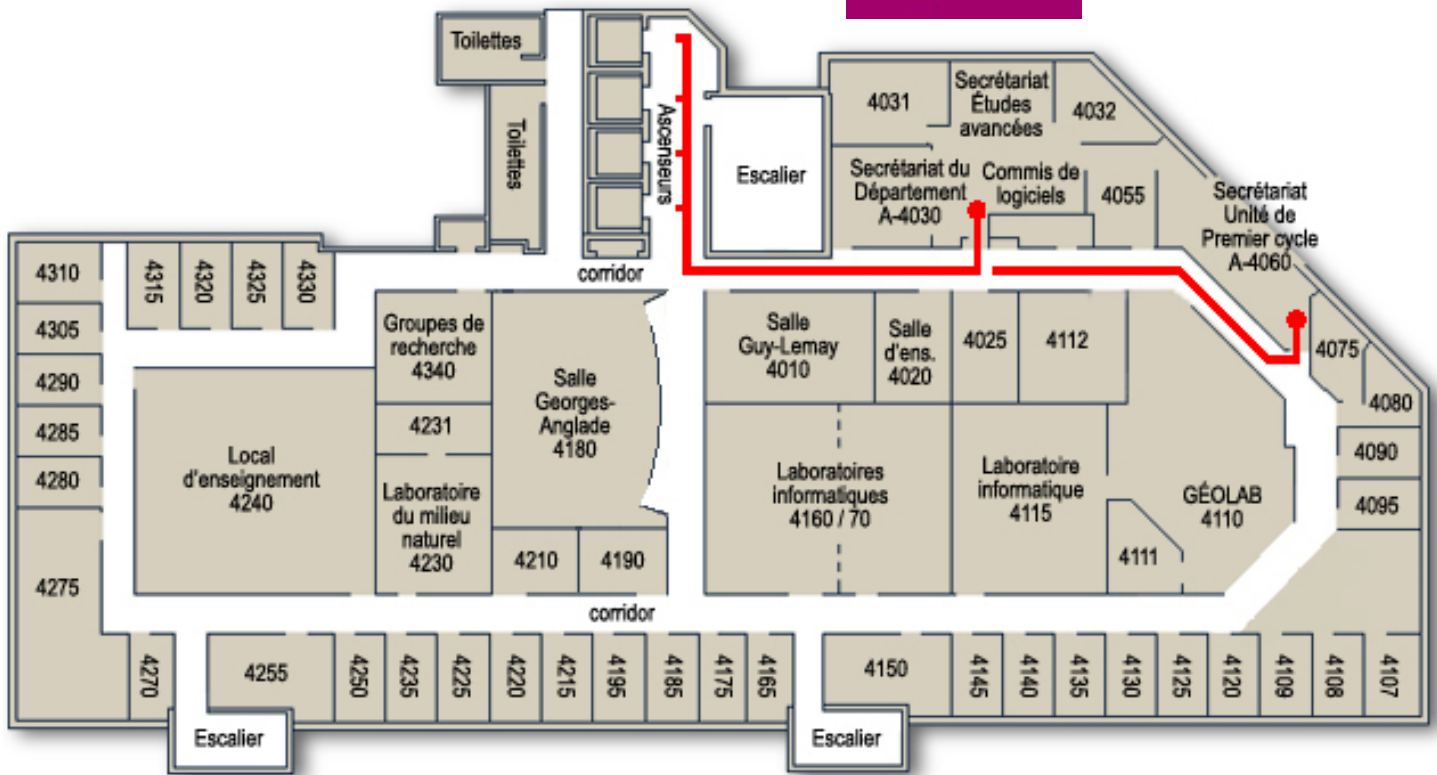 Toilettes
Toilettes
Ascenseurs
Escalier
4031
Secrétariat
Études
avancées
4032
Secrétariat du
Département
A-4030
Commis de
logiciels
4055
Secrétariat
Unité de
Premier cycle
A-4060
corridor
4310
4315
4320
4325
4330
4305
4290
4285
4280
4275
Groupes de
recherche
4340
4231
Laboratoire
du milieu
naturel
4230
Local
d'enseignement
4240
Salle
Georges-
Anglade
4180
4210
4190
Salle
Guy-Lemay
4010
Salle
d'ens.
4020
4025
4112
4075
4080
4090
4095
Laboratoires
informatiques
4160 / 70
Laboratoire
informatique
4115
GÉOLAB
4110
4111
corridor
4270
4255
4250
4235
4225
4220
4215
4195
4185
4175
4165
4150
4145
4140
4135
4130
4125
4120
4109
4108
4107
Escalier
Escalier